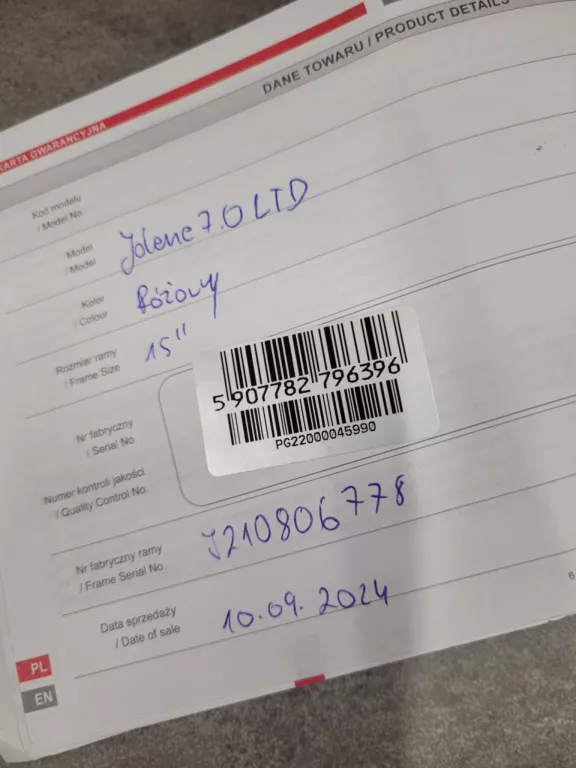 KARTA GWARANCYJNA
DANE TOWARU / PRODUCT DETAILS
Kod modelu
/ Model No.
Model
/ Model
Jolene 7.0 LTD
Kolor
/ Colour
Różowy
Rozmiar ramy
/ Frame Size
15"
Nr fabryczny
/ Serial No.
5 907782 796396
PG22000045990
Numer kontroli jakości
/ Quality Control No.
Nr fabryczny ramy
/ Frame Serial No.
J210806778
Data sprzedaży
/ Date of sale
10.09.2024
6
PL
EN